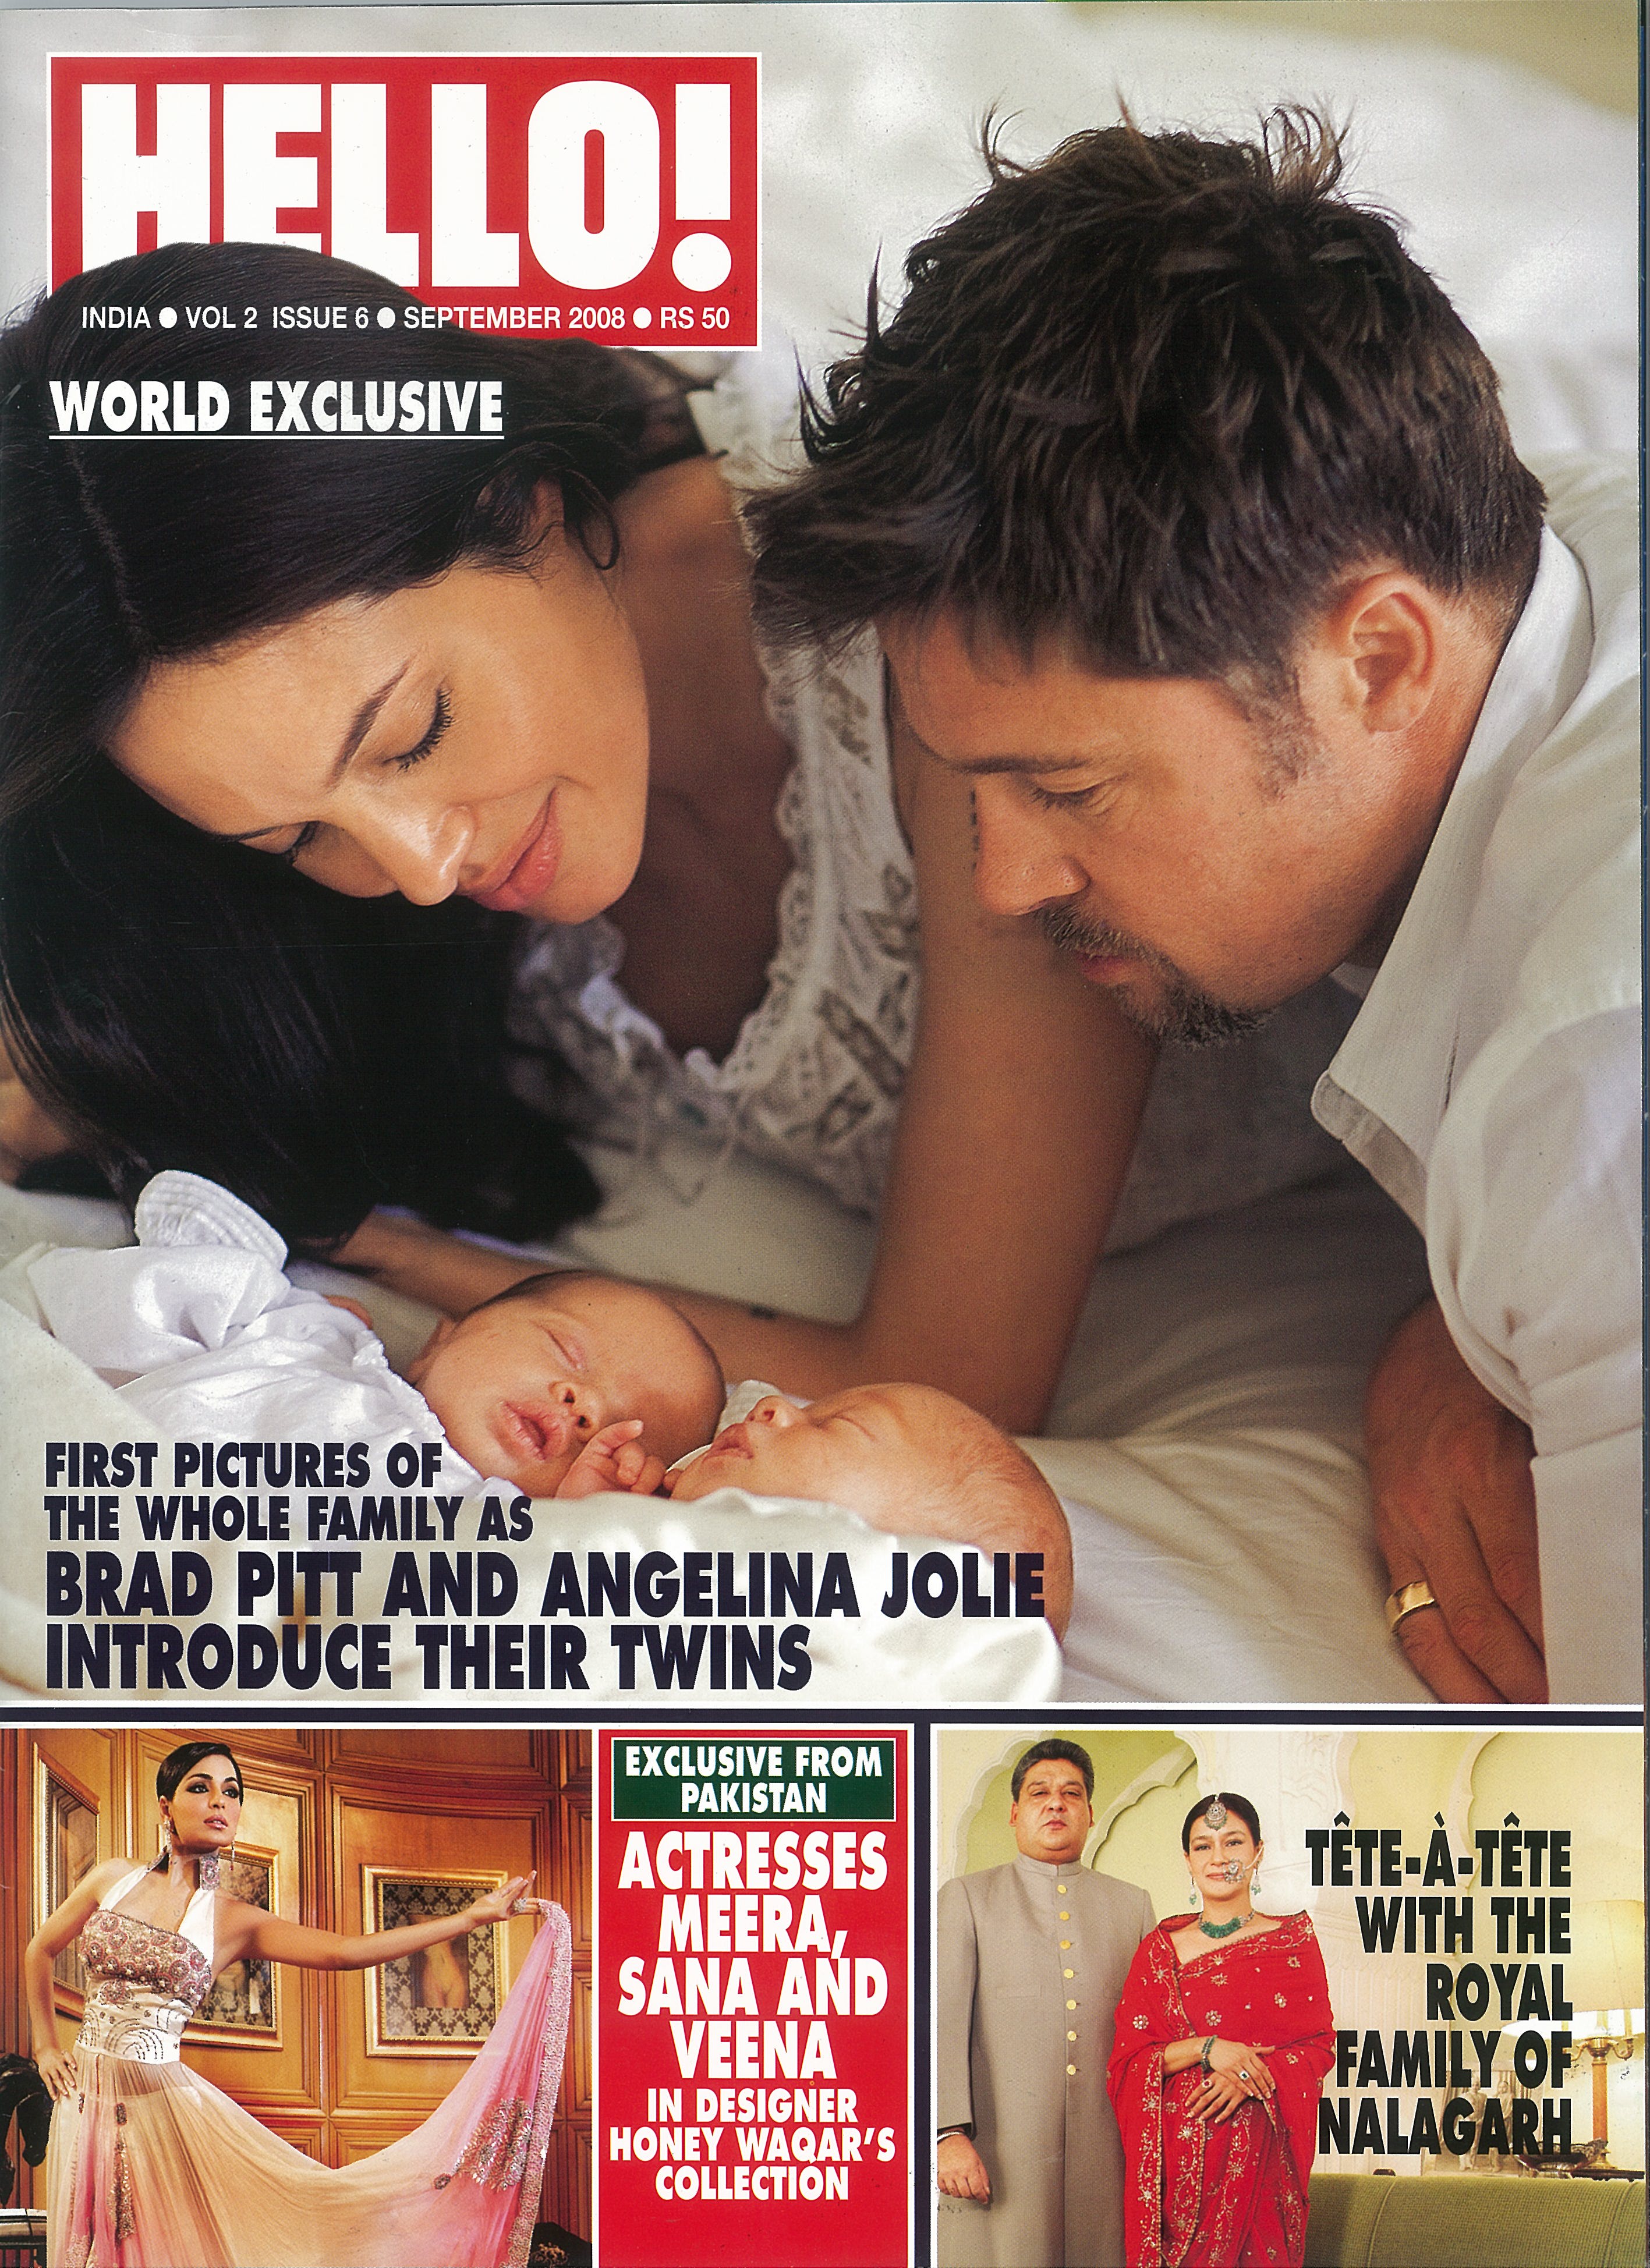 HELLO!
INDIA ● VOL 2 ISSUE 6 ● SEPTEMBER 2008 ● RS 50
WORLD EXCLUSIVE
FIRST PICTURES OF
THE WHOLE FAMILY AS
BRAD PITT AND ANGELINA JOLIE
INTRODUCE THEIR TWINS
EXCLUSIVE FROM
PAKISTAN
ACTRESSES
MEERA,
SANA AND
VEENA
IN DESIGNER
HONEY WAQAR'S
COLLECTION
TÊTE-À-TÊTE
WITH THE
ROYAL
FAMILY OF
NALAGARH